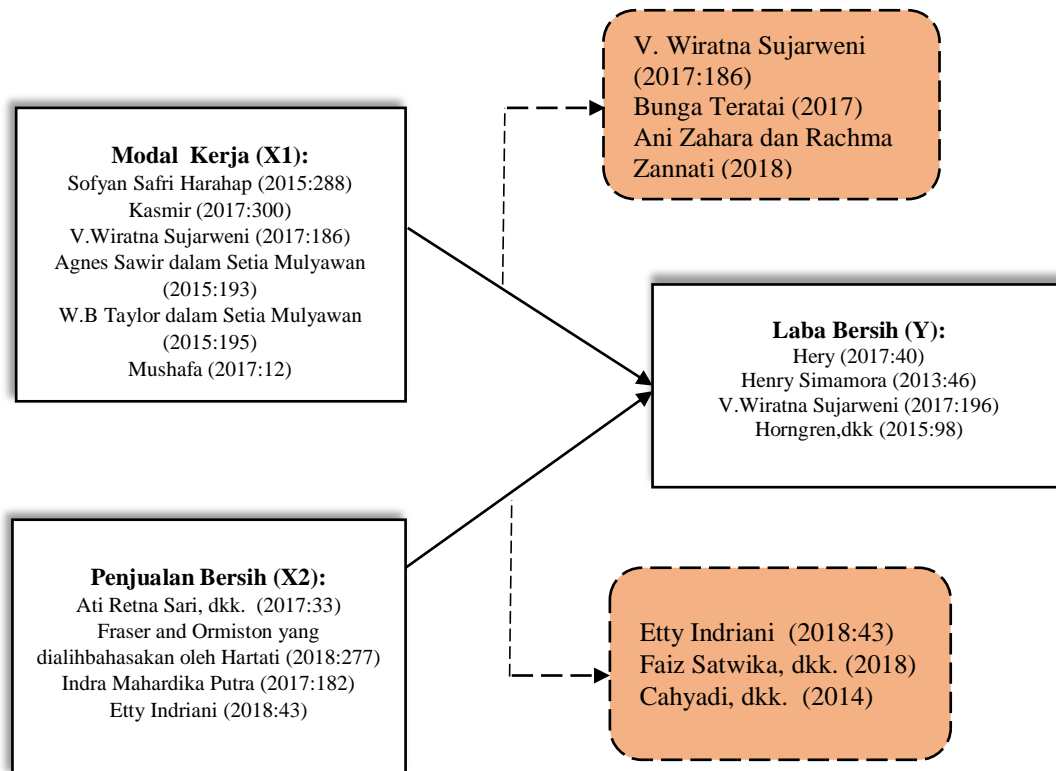 V. Wiratna Sujarweni
(2017:186)
Bunga Teratai (2017)
Ani Zahara dan Rachma
Zannati (2018)
Modal Kerja (X1):
Sofyan Safri Harahap (2015:288)
Kasmir (2017:300)
V.Wiratna Sujarweni (2017:186)
Agnes Sawir dalam Setia Mulyawan
(2015:193)
W.B Taylor dalam Setia Mulyawan
(2015:195)
Mushafa (2017:12)
Laba Bersih (Y):
Hery (2017:40)
Henry Simamora (2013:46)
V.Wiratna Sujarweni (2017:196)
Horngren,dkk (2015:98)
Penjualan Bersih (X2):
Ati Retna Sari, dkk. (2017:33)
Fraser and Ormiston yang
dialihbahasakan oleh Hartati (2018:277)
Indra Mahardika Putra (2017:182)
Etty Indriani (2018:43)
Etty Indriani (2018:43)
Faiz Satwika, dkk. (2018)
Cahyadi, dkk. (2014)